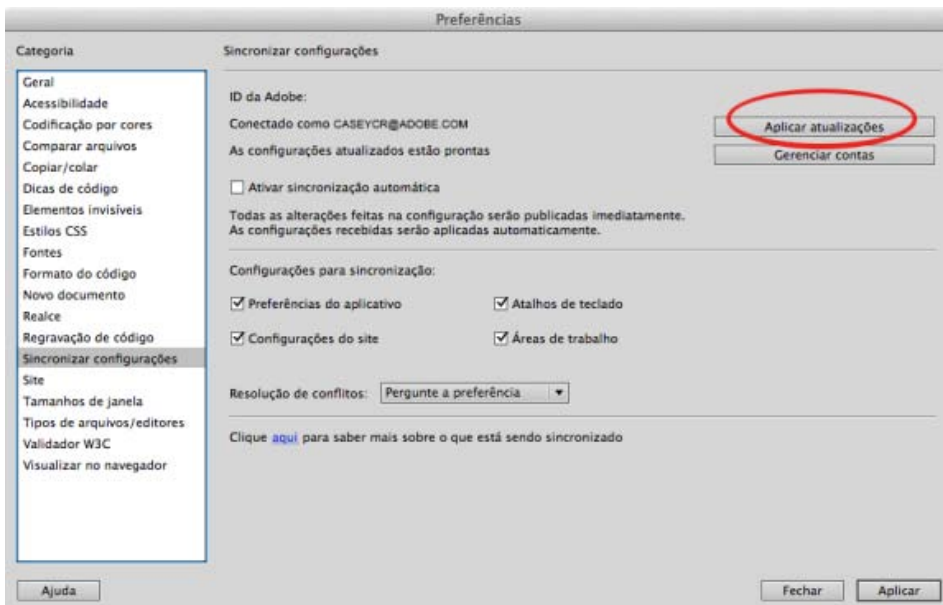 Preferências
Categoria
Geral
Acessibilidade
Codificação por cores
Comparar arquivos
Copiar/colar
Dicas de código
Elementos invisíveis
Estilos CSS
Fontes
Formato do código
Novo documento
Realce
Regravação de código
Sincronizar configurações
Site
Tamanhos de janela
Tipos de arquivos/editores
Validador W3C
Visualizar no navegador
Sincronizar configurações
ID da Adobe:
Conectado como CASEYCR@ADOBE.COM
Aplicar atualizações
As configurações atualizados estão prontas
Gerenciar contas
Ativar sincronização automática
Todas as alterações feitas na configuração serão publicadas imediatamente.
As configurações recebidas serão aplicadas automaticamente.
Configurações para sincronização:
Preferências do aplicativo
Atalhos de teclado
Configurações do site
Áreas de trabalho
Resolução de conflitos: Pergunte a preferência
Clique aqui para saber mais sobre o que está sendo sincronizado
Ajuda
Fechar
Aplicar